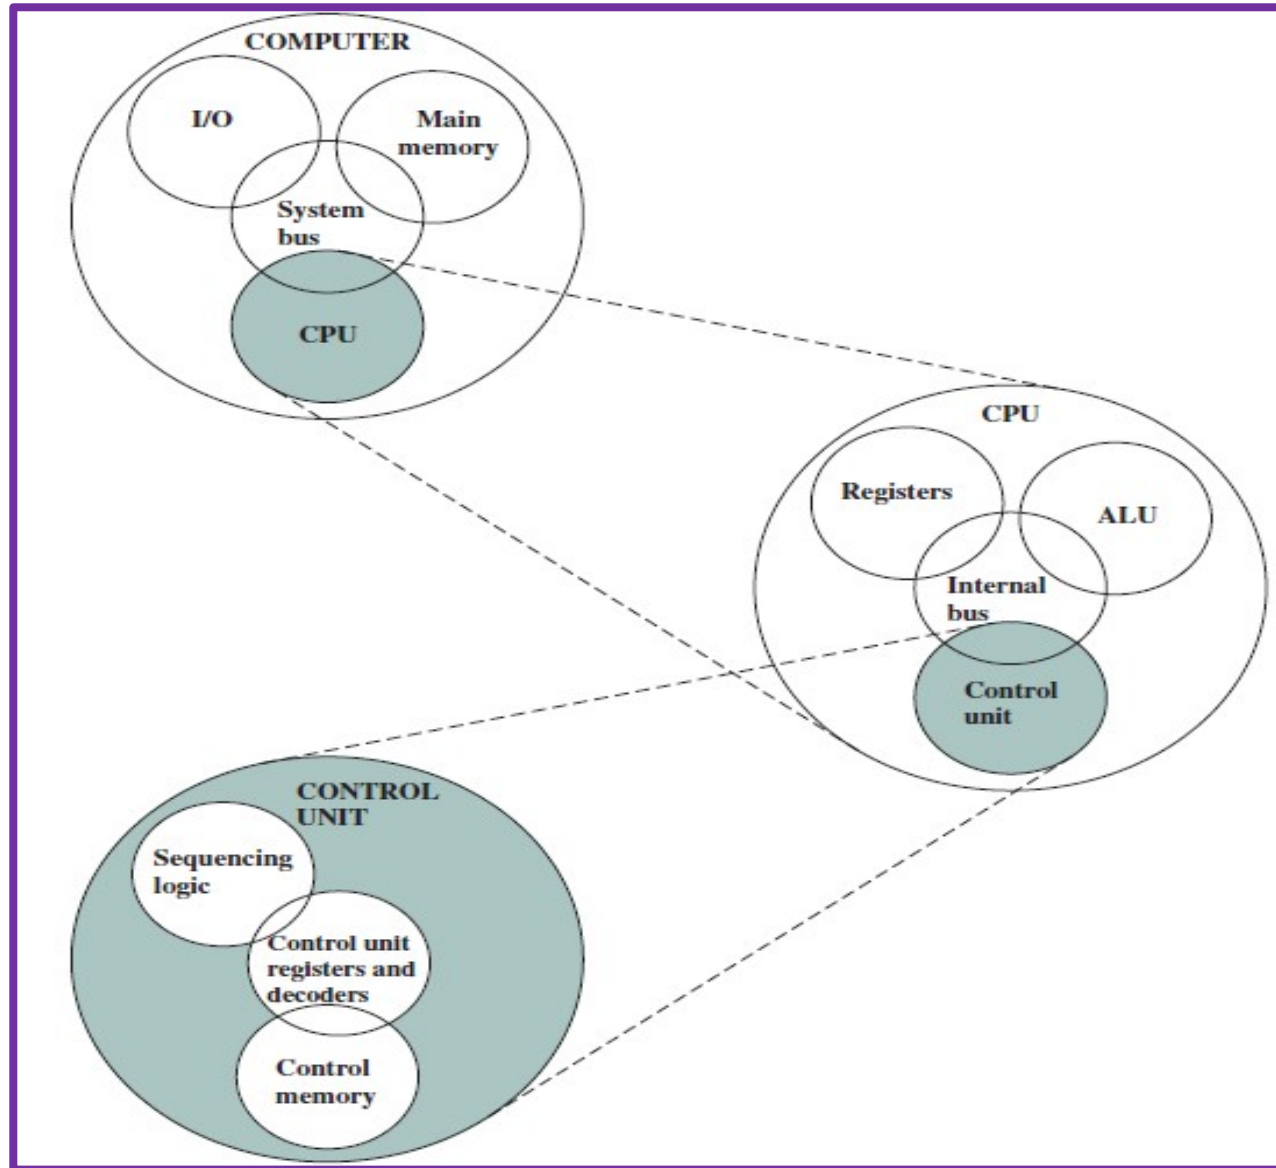 COMPUTER
I/O
Main
memory
System
bus
CPU
CPU
Registers
ALU
Internal
bus
Control
unit
CONTROL
UNIT
Sequencing
logic
Control unit
registers and
decoders
Control
memory